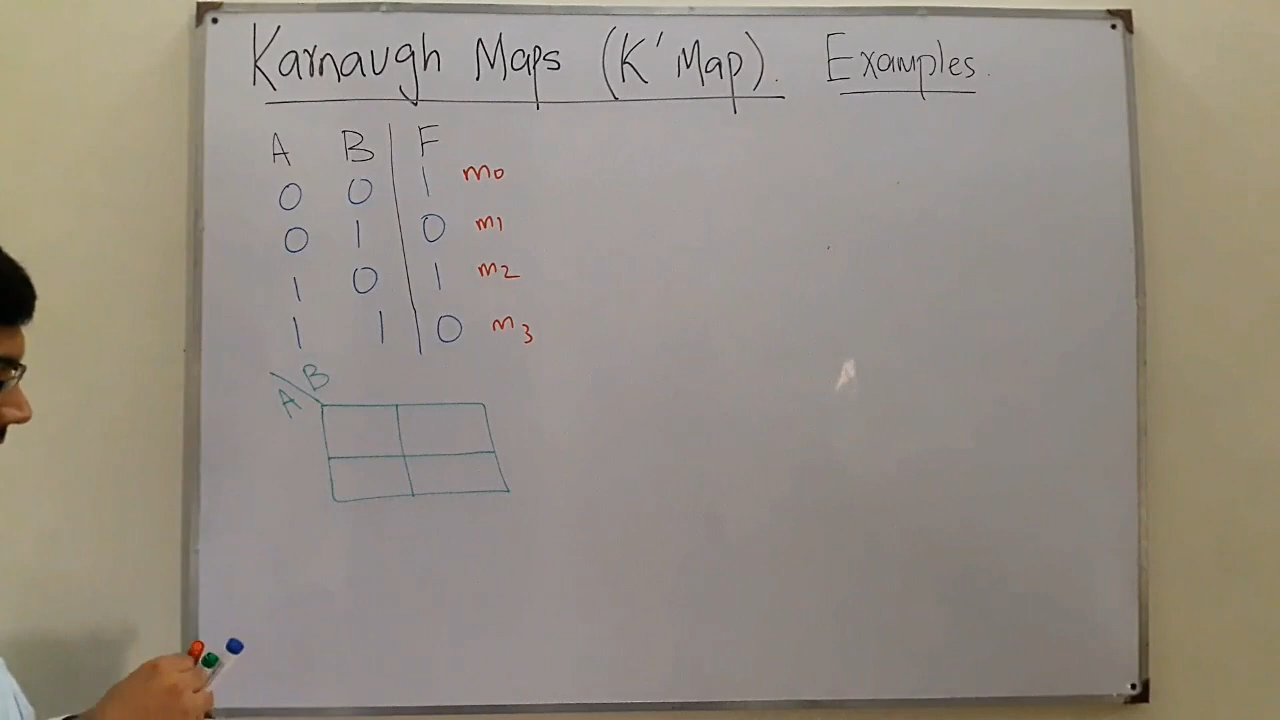 Karnaugh Maps (K' Map). Examples.
A B F
0 0 1 m0
0 1 0 m1
1 0 1 m2
1 1 0 m3
B
A